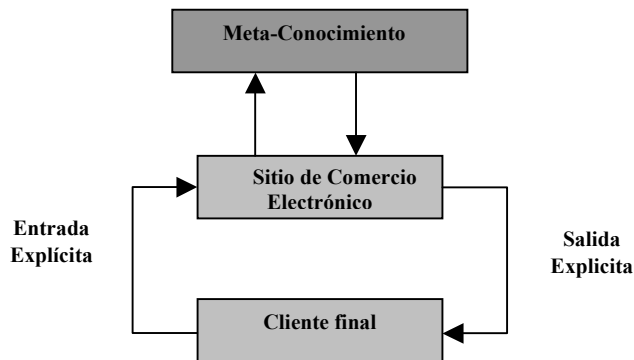 Meta-Conocimiento
Sitio de Comercio
Electrónico
Entrada
Explícita
Salida
Explicita
Cliente final